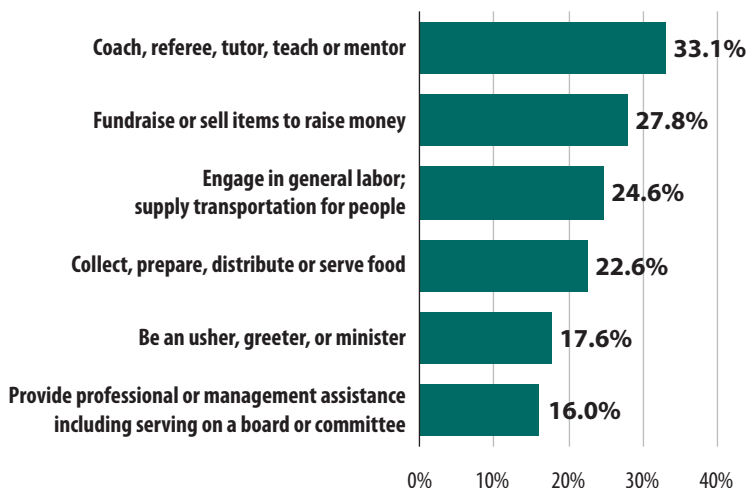 Coach, referee, tutor, teach or mentor
33.1%
Fundraise or sell items to raise money
27.8%
Engage in general labor;
supply transportation for people
24.6%
Collect, prepare, distribute or serve food
22.6%
Be an usher, greeter, or minister
17.6%
Provide professional or management assistance
including serving on a board or committee
16.0%
0% 10% 20% 30% 40%